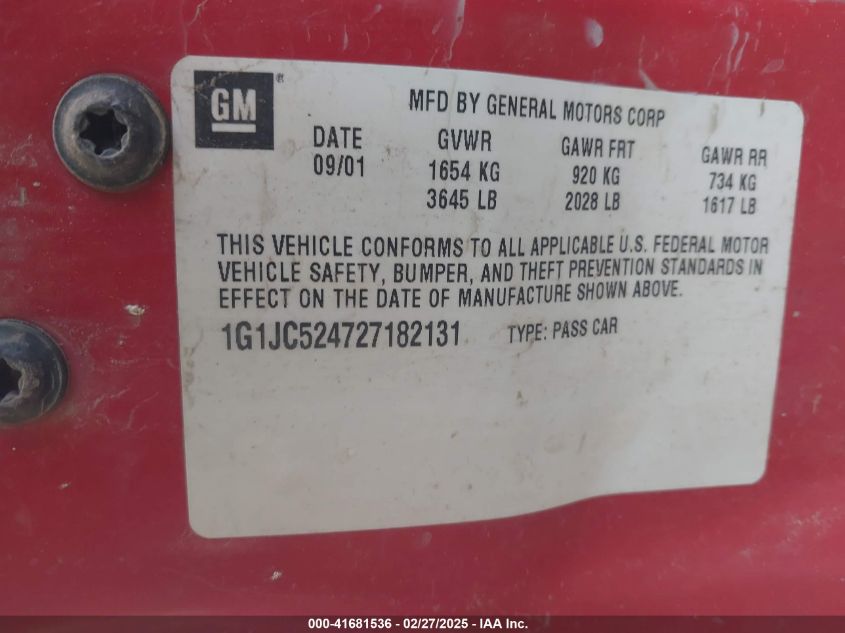 GM ®
MFD BY GENERAL MOTORS CORP
DATE GVWR GAWR FRT GAWR RR
09/01 1654 KG 920 KG 734 KG
3645 LB 2028 LB 1617 LB
THIS VEHICLE CONFORMS TO ALL APPLICABLE U.S. FEDERAL MOTOR
VEHICLE SAFETY, BUMPER, AND THEFT PREVENTION STANDARDS IN
EFFECT ON THE DATE OF MANUFACTURE SHOWN ABOVE.
1G1JC524727182131 TYPE: PASS CAR
000-41681536 — 02/27/2025 — IAA Inc.